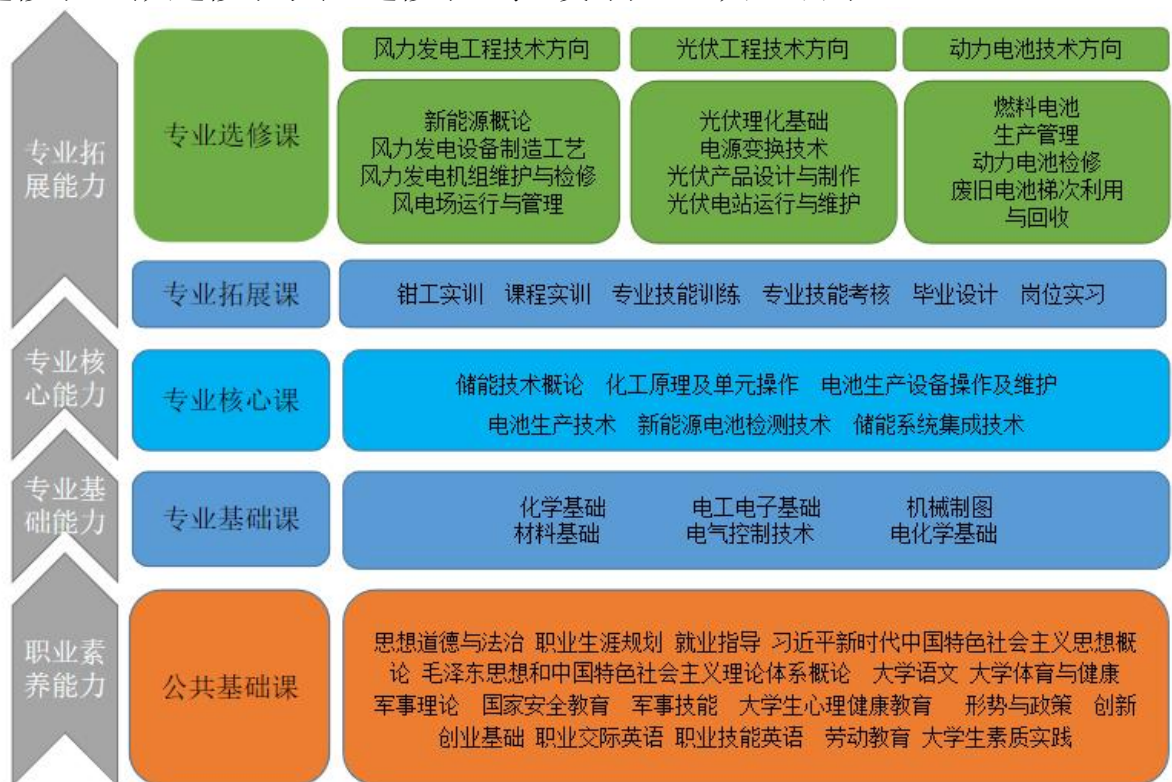 风力发电工程技术方向 光伏工程技术方向 动力电池技术方向
专业拓
展能力
专业选修课
新能源概论
风力发电设备制造工艺
风力发电机组维护与检修
风电场运行与管理
光伏理化基础
电源变换技术
光伏产品设计与制作
光伏电站运行与维护
燃料电池
生产管理
动力电池检修
废旧电池梯次利用
与回收
专业拓展课
钳工实训 课程实训 专业技能训练 专业技能考核 毕业设计 岗位实习
专业核
心能力
专业核心课
储能技术概论 化工原理及单元操作 电池生产设备操作及维护
电池生产技术 新能源电池检测技术 储能系统集成技术
专业基
础能力
专业基础课
化学基础 电工电子基础 机械制图
材料基础 电气控制技术 电化学基础
职业素
养能力
公共基础课
思想道德与法治 职业生涯规划 就业指导 习近平新时代中国特色社会主义思想概
论 毛泽东思想和中国特色社会主义理论体系概论 大学语文 大学体育与健康
军事理论 国家安全教育 军事技能 大学生心理健康教育 形势与政策 创新
创业基础 职业交际英语 职业技能英语 劳动教育 大学生素质实践